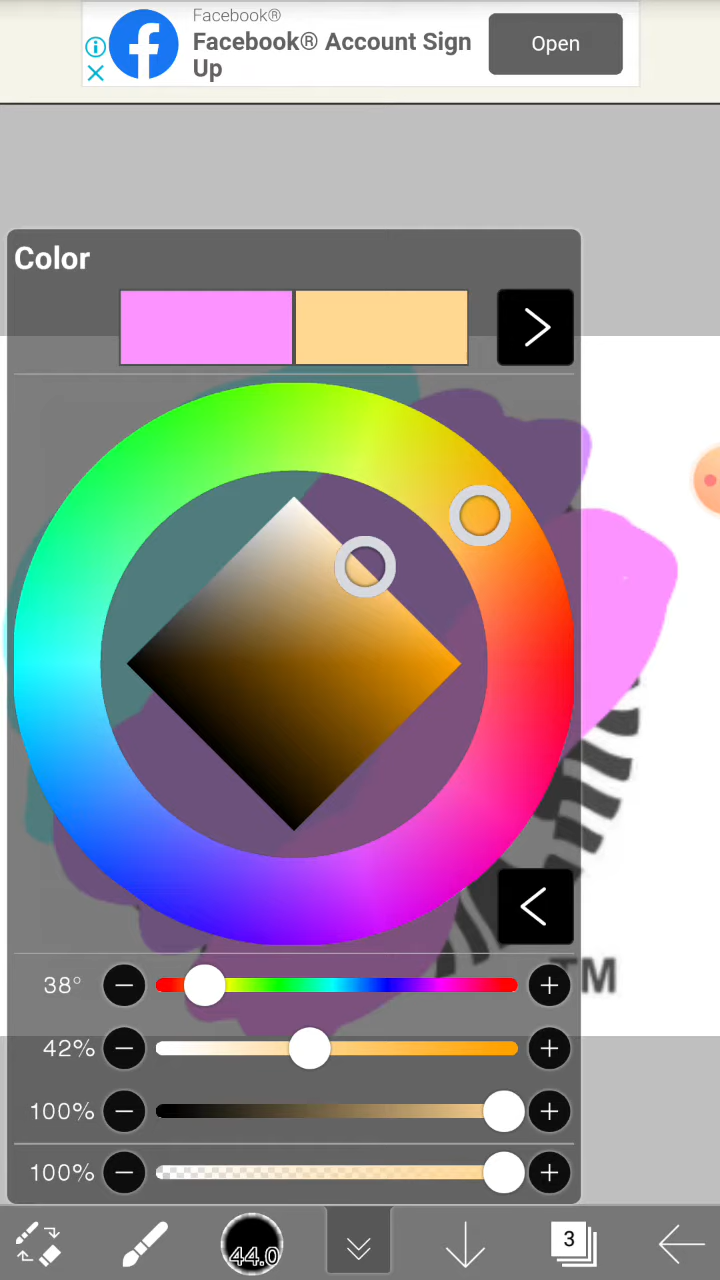 Facebook®
Facebook® Account Sign
Up
Open
Color
TM
38°
42%
100%
100%
44.0
3